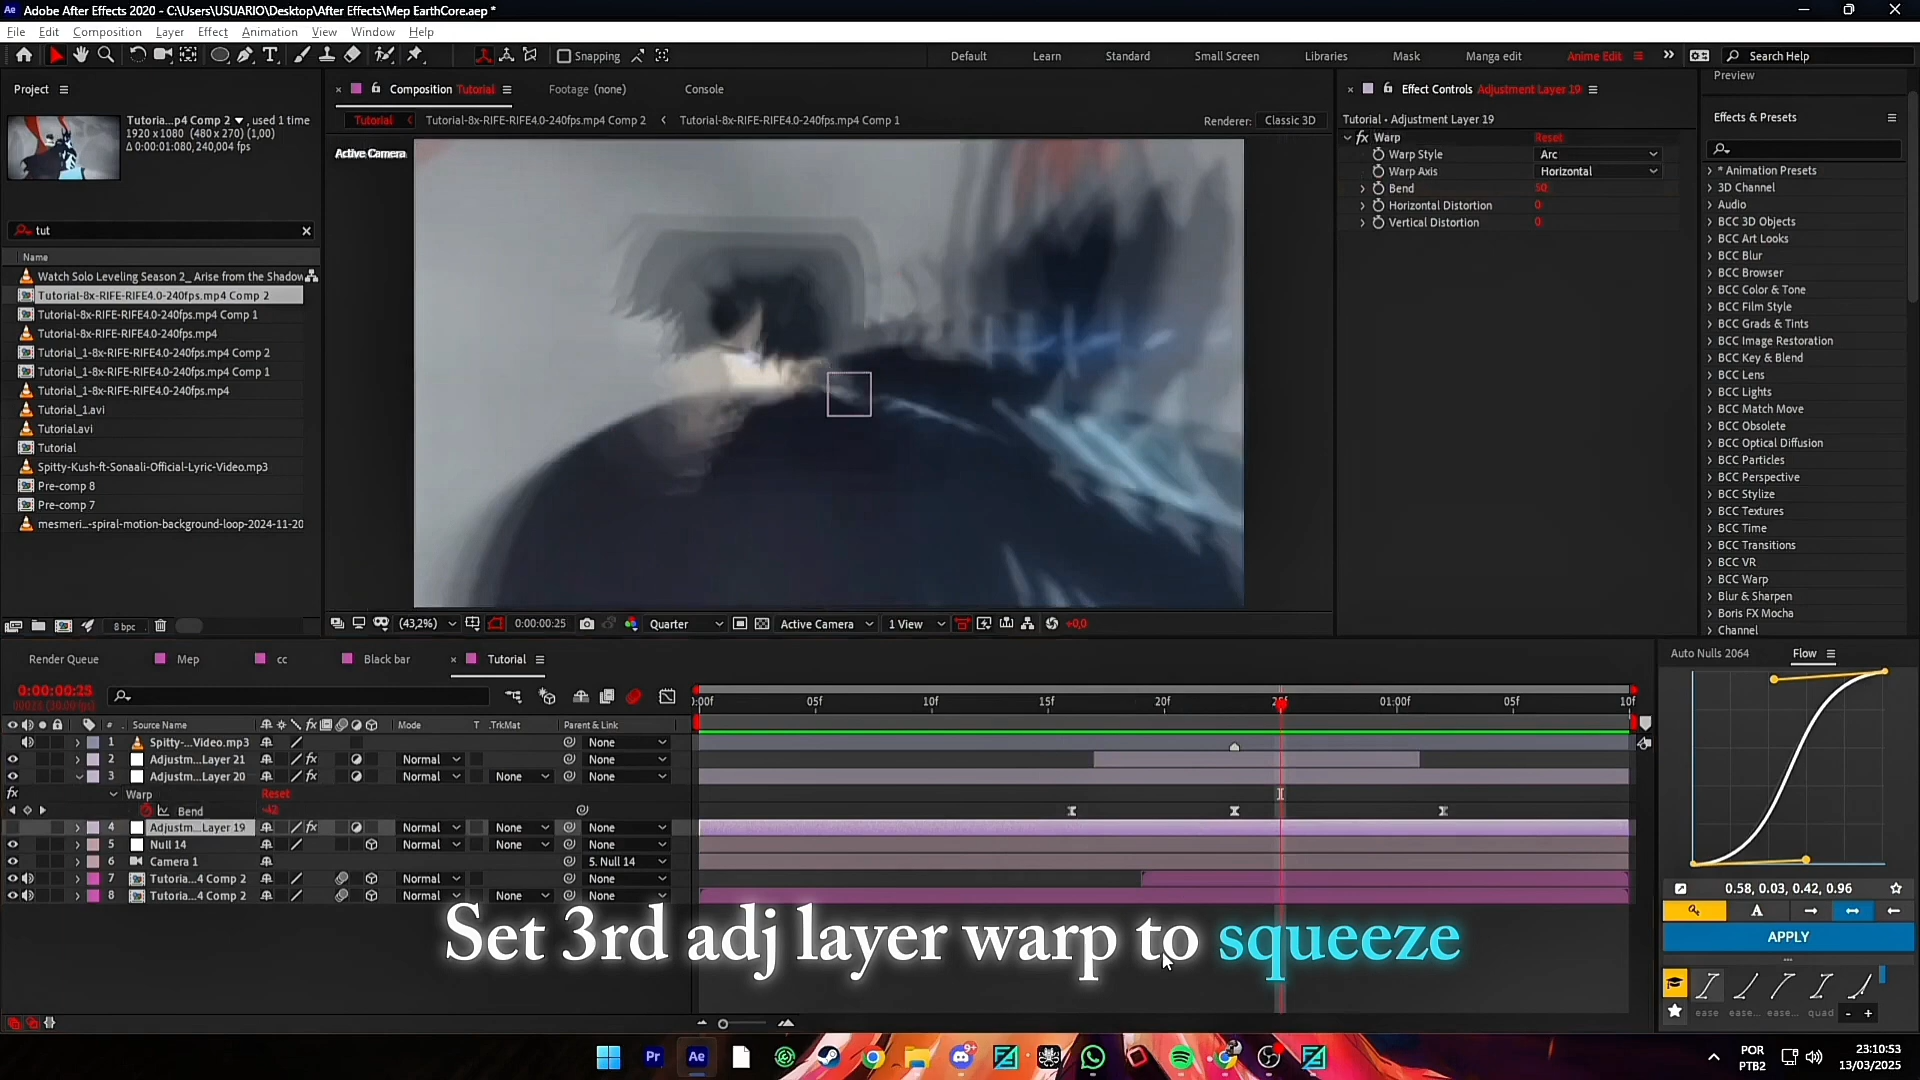 Adobe After Effects 2020 - C:\Users\USUARIO\Desktop\After Effects\Mep EarthCore.aep *
File Edit Composition Layer Effect Animation View Window Help
Snapping
Default Learn Standard Small Screen Libraries Mask Manga edit Anime Edit
Search Help
Project
Tutoria...p4 Comp 2 , used 1 time
1920 x 1080 (480 x 270) (1,00)
Δ 0:00:01:080, 240,004 fps
tut
Name
Watch Solo Leveling Season 2_ Arise from the Shadow
Tutorial-8x-RIFE-RIFE4.0-240fps.mp4 Comp 2
Tutorial-8x-RIFE-RIFE4.0-240fps.mp4 Comp 1
Tutorial-8x-RIFE-RIFE4.0-240fps.mp4
Tutorial_1-8x-RIFE-RIFE4.0-240fps.mp4 Comp 2
Tutorial_1-8x-RIFE-RIFE4.0-240fps.mp4 Comp 1
Tutorial_1-8x-RIFE-RIFE4.0-240fps.mp4
Tutorial_1.avi
Tutorial.avi
Tutorial
Spitty-Kush-ft-Sonaali-Official-Lyric-Video.mp3
Pre-comp 8
Pre-comp 7
mesmeri...-spiral-motion-background-loop-2024-11-20
8 bpc
Composition Tutorial
Footage (none)
Console
Tutorial
Tutorial-8x-RIFE-RIFE4.0-240fps.mp4 Comp 2
Tutorial-8x-RIFE-RIFE4.0-240fps.mp4 Comp 1
Renderer: Classic 3D
Active Camera
(43,2%) 0:00:00:25 Quarter Active Camera 1 View +0,0
Effect Controls Adjustment Layer 19
Tutorial • Adjustment Layer 19
fx Warp Reset
Warp Style Arc
Warp Axis Horizontal
Bend 50
Horizontal Distortion 0
Vertical Distortion 0
Preview
Effects & Presets
* Animation Presets
3D Channel
Audio
BCC 3D Objects
BCC Art Looks
BCC Blur
BCC Browser
BCC Color & Tone
BCC Film Style
BCC Grads & Tints
BCC Image Restoration
BCC Key & Blend
BCC Lens
BCC Lights
BCC Match Move
BCC Obsolete
BCC Optical Diffusion
BCC Particles
BCC Perspective
BCC Stylize
BCC Textures
BCC Time
BCC Transitions
BCC VR
BCC Warp
Blur & Sharpen
Boris FX Mocha
Channel
Render Queue Mep cc Black bar Tutorial
0:00:00:25
# Source Name Mode T .TrkMat Parent & Link
:00f 05f 10f 15f 20f 25f 01:00f 05f 10f
1 Spitty-...Video.mp3 None
2 Adjustm...Layer 21 Normal None
3 Adjustm...Layer 20 Normal None None
fx Warp Reset
Bend -42
4 Adjustm...Layer 19 Normal None None
5 Null 14 Normal None None
6 Camera 1 5. Null 14
7 Tutoria...4 Comp 2 Normal None
8 Tutoria...4 Comp 2 Normal None None
Set 3rd adj layer warp to squeeze
Auto Nulls 2064 Flow
0.58, 0.03, 0.42, 0.96
A
APPLY
ease ease... ease... quad - +
Pr Ae
9+
POR
PTB2
23:10:53
13/03/2025